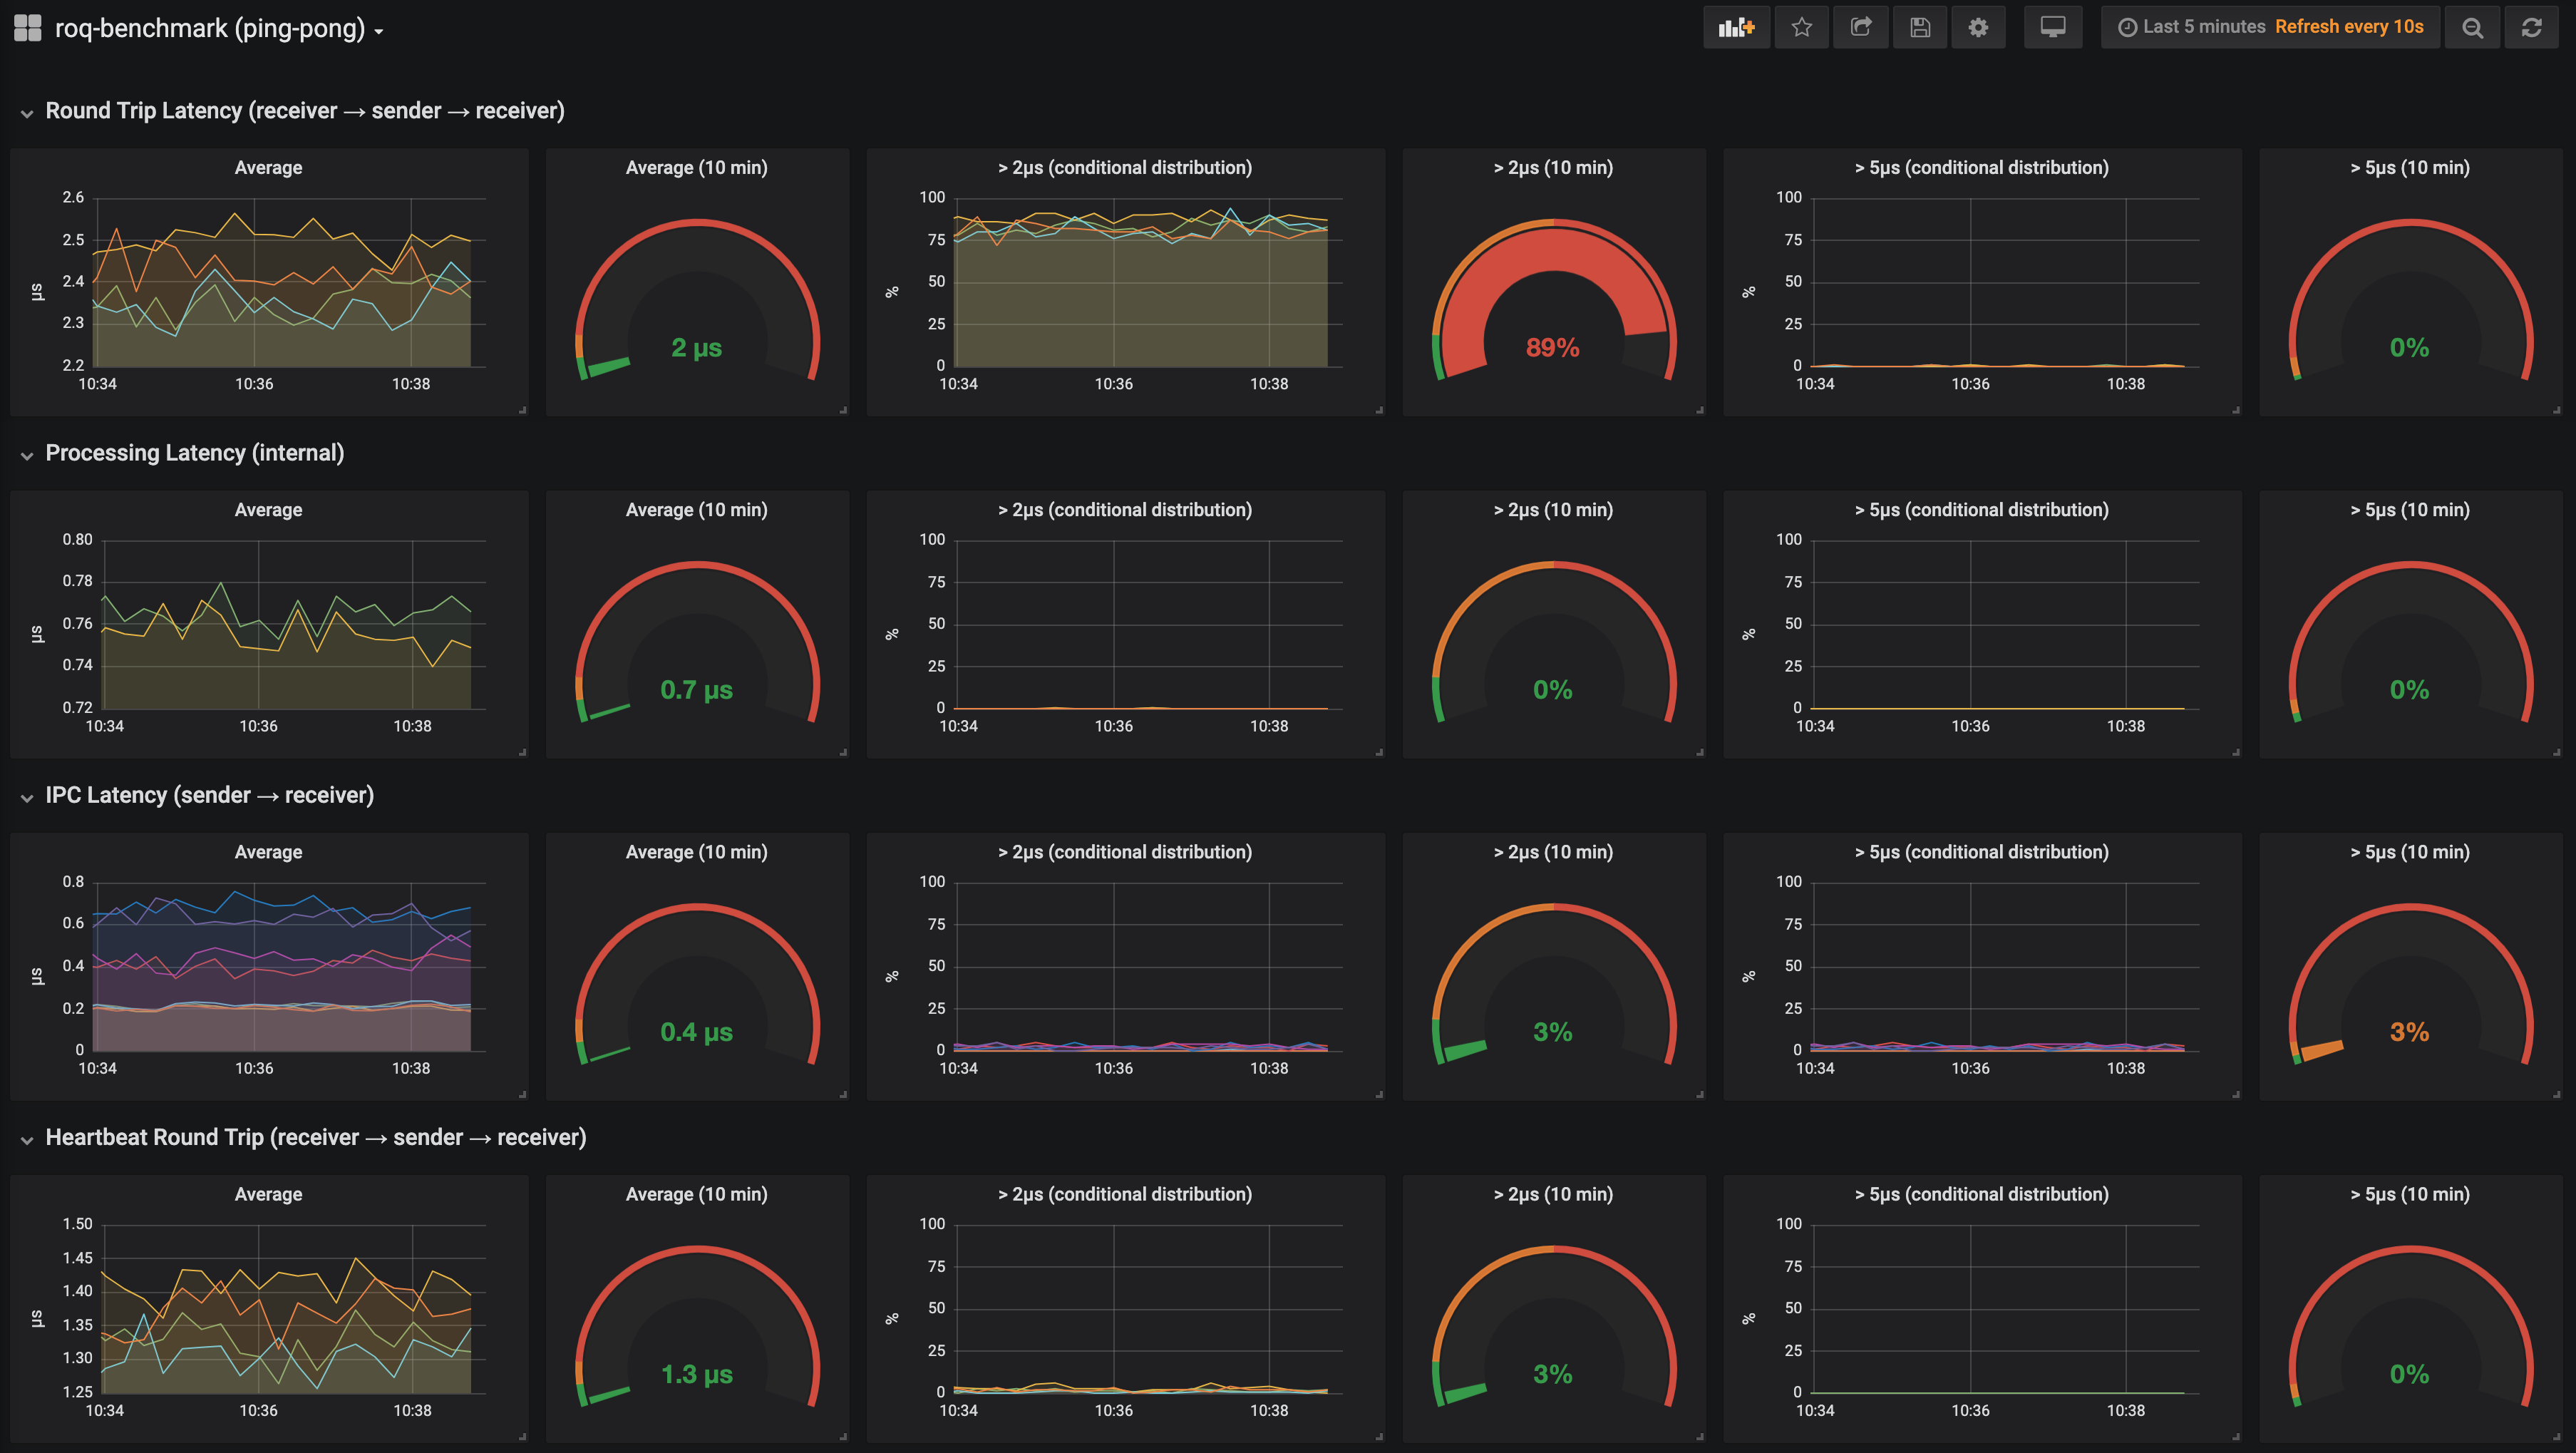 roq-benchmark (ping-pong)
Last 5 minutes Refresh every 10s
Round Trip Latency (receiver → sender → receiver)
Average
2.6
2.5
2.4
2.3
2.2
µs
10:34 10:36 10:38
Average (10 min)
2 µs
> 2µs (conditional distribution)
100
75
50
25
0
%
10:34 10:36 10:38
> 2µs (10 min)
89%
> 5µs (conditional distribution)
100
75
50
25
0
%
10:34 10:36 10:38
> 5µs (10 min)
0%
Processing Latency (internal)
Average
0.80
0.78
0.76
0.74
0.72
µs
10:34 10:36 10:38
Average (10 min)
0.7 µs
> 2µs (conditional distribution)
100
75
50
25
0
%
10:34 10:36 10:38
> 2µs (10 min)
0%
> 5µs (conditional distribution)
100
75
50
25
0
%
10:34 10:36 10:38
> 5µs (10 min)
0%
IPC Latency (sender → receiver)
Average
0.8
0.6
0.4
0.2
0
µs
10:34 10:36 10:38
Average (10 min)
0.4 µs
> 2µs (conditional distribution)
100
75
50
25
0
%
10:34 10:36 10:38
> 2µs (10 min)
3%
> 5µs (conditional distribution)
100
75
50
25
0
%
10:34 10:36 10:38
> 5µs (10 min)
3%
Heartbeat Round Trip (receiver → sender → receiver)
Average
1.50
1.45
1.40
1.35
1.30
1.25
µs
10:34 10:36 10:38
Average (10 min)
1.3 µs
> 2µs (conditional distribution)
100
75
50
25
0
%
10:34 10:36 10:38
> 2µs (10 min)
3%
> 5µs (conditional distribution)
100
75
50
25
0
%
10:34 10:36 10:38
> 5µs (10 min)
0%